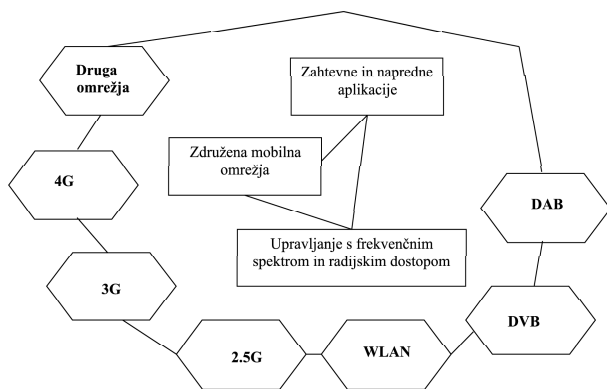 Druga
omrežja
Zahtevne in napredne
aplikacije
Združena mobilna
omrežja
4G
DAB
Upravljanje s frekvenčnim
spektrom in radijskim dostopom
3G
DVB
2.5G
WLAN